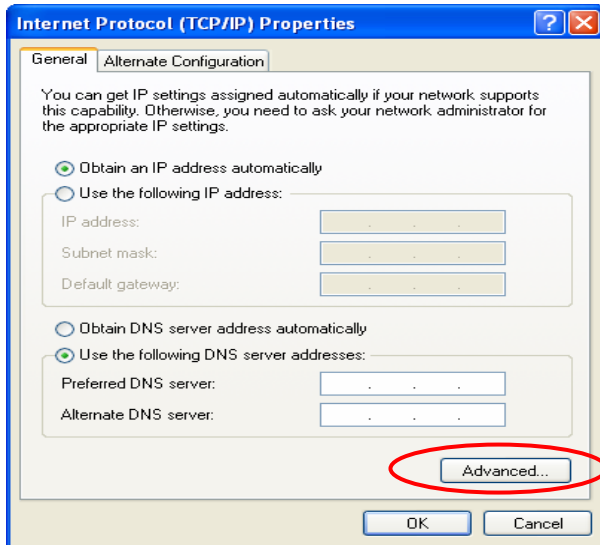 Internet Protocol (TCP/IP) Properties
General
Alternate Configuration
You can get IP settings assigned automatically if your network supports
this capability. Otherwise, you need to ask your network administrator for
the appropriate IP settings.
Obtain an IP address automatically
Use the following IP address:
IP address:
Subnet mask:
Default gateway:
Obtain DNS server address automatically
Use the following DNS server addresses:
Preferred DNS server:
Alternate DNS server:
Advanced...
OK
Cancel